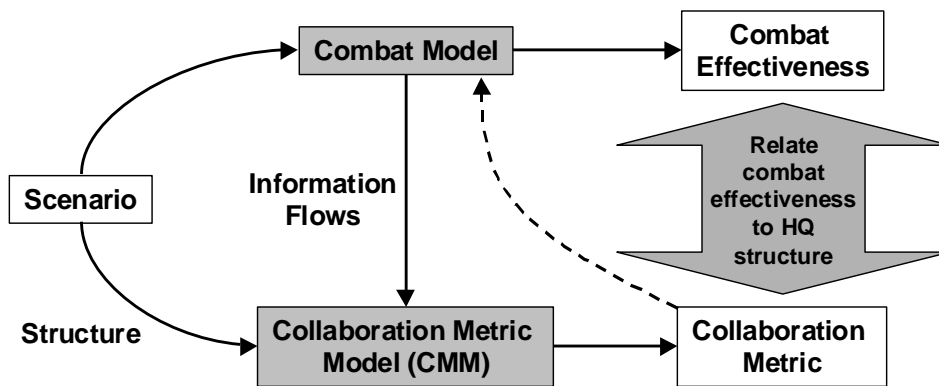 Combat Model
Combat
Effectiveness
Relate
combat
effectiveness
to HQ
structure
Scenario
Information
Flows
Structure
Collaboration Metric
Model (CMM)
Collaboration
Metric